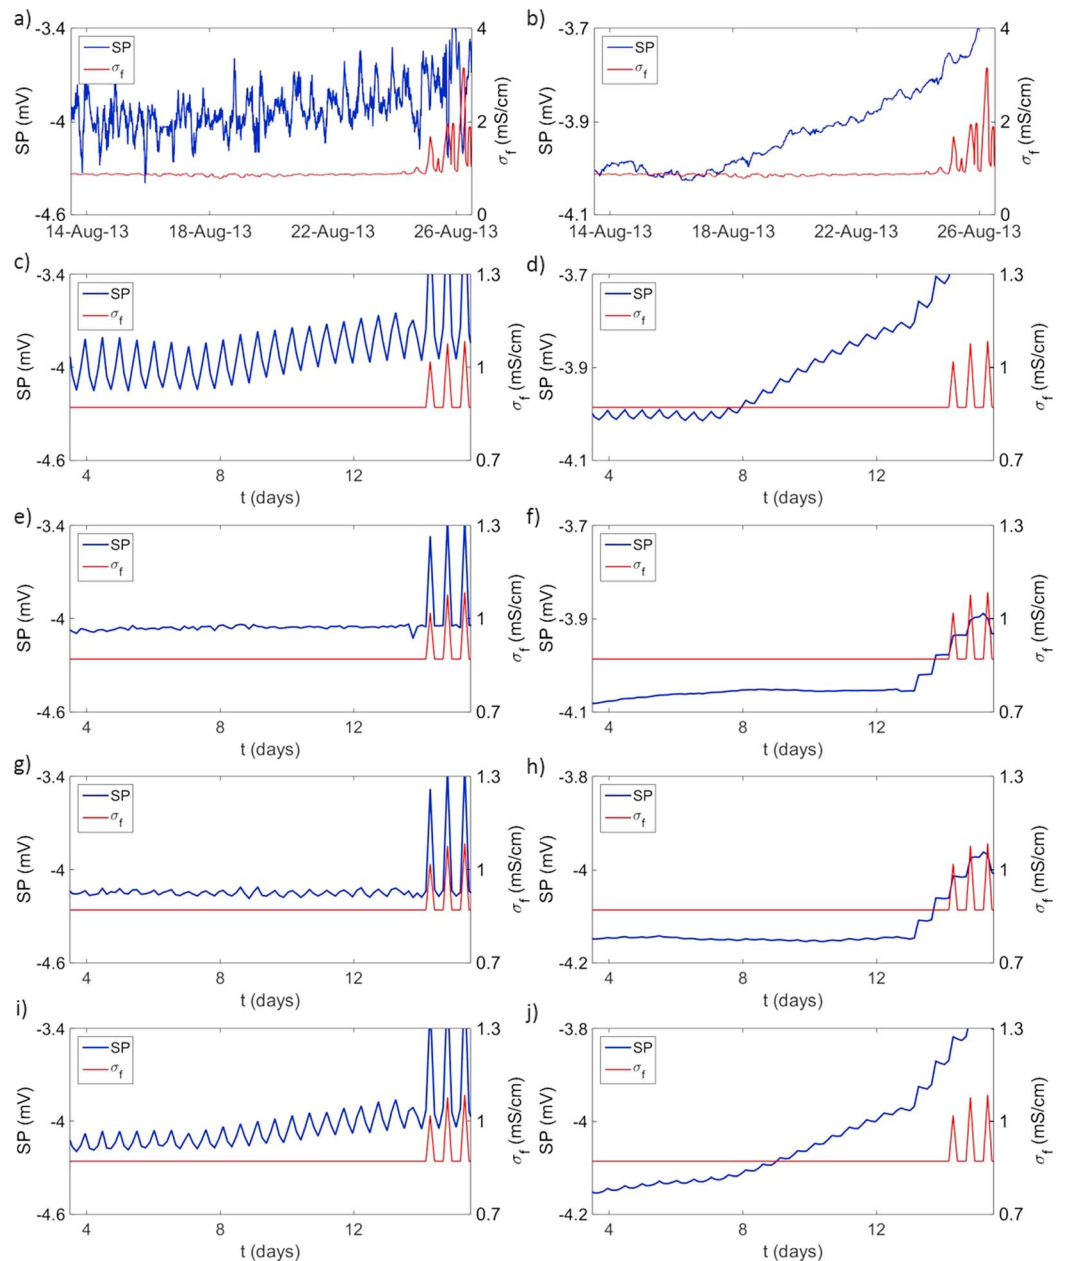 a)
-3.4
-4
-4.6
SP (mV)
SP
σf
4
2
0
σf (mS/cm)
14-Aug-13 18-Aug-13 22-Aug-13 26-Aug-13
b)
-3.7
-3.9
-4.1
SP (mV)
SP
σf
4
2
0
σf (mS/cm)
14-Aug-13 18-Aug-13 22-Aug-13 26-Aug-13
c)
-3.4
-4
-4.6
SP (mV)
SP
σf
1.3
1
0.7
σf (mS/cm)
4 8 12
t (days)
d)
-3.7
-3.9
-4.1
SP (mV)
SP
σf
1.3
1
0.7
σf (mS/cm)
4 8 12
t (days)
e)
-3.4
-4
-4.6
SP (mV)
SP
σf
1.3
1
0.7
σf (mS/cm)
4 8 12
t (days)
f)
-3.7
-3.9
-4.1
SP (mV)
SP
σf
1.3
1
0.7
σf (mS/cm)
4 8 12
t (days)
g)
-3.4
-4
-4.6
SP (mV)
SP
σf
1.3
1
0.7
σf (mS/cm)
4 8 12
t (days)
h)
-3.8
-4
-4.2
SP (mV)
SP
σf
1.3
1
0.7
σf (mS/cm)
4 8 12
t (days)
i)
-3.4
-4
-4.6
SP (mV)
SP
σf
1.3
1
0.7
σf (mS/cm)
4 8 12
t (days)
j)
-3.8
-4
-4.2
SP (mV)
SP
σf
1.3
1
0.7
σf (mS/cm)
4 8 12
t (days)